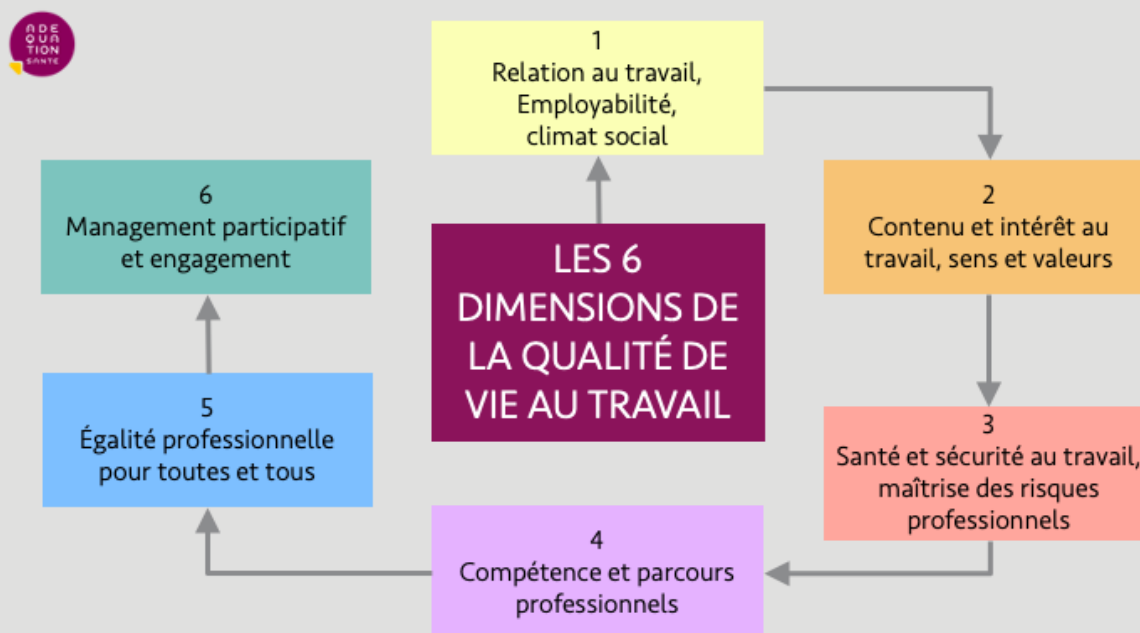 ADE
QUA
TION
SANTÉ
1
Relation au travail,
Employabilité,
climat social
6
Management participatif
et engagement
LES 6
DIMENSIONS DE
LA QUALITÉ DE
VIE AU TRAVAIL
2
Contenu et intérêt au
travail, sens et valeurs
5
Égalité professionnelle
pour toutes et tous
3
Santé et sécurité au travail,
maîtrise des risques
professionnels
4
Compétence et parcours
professionnels